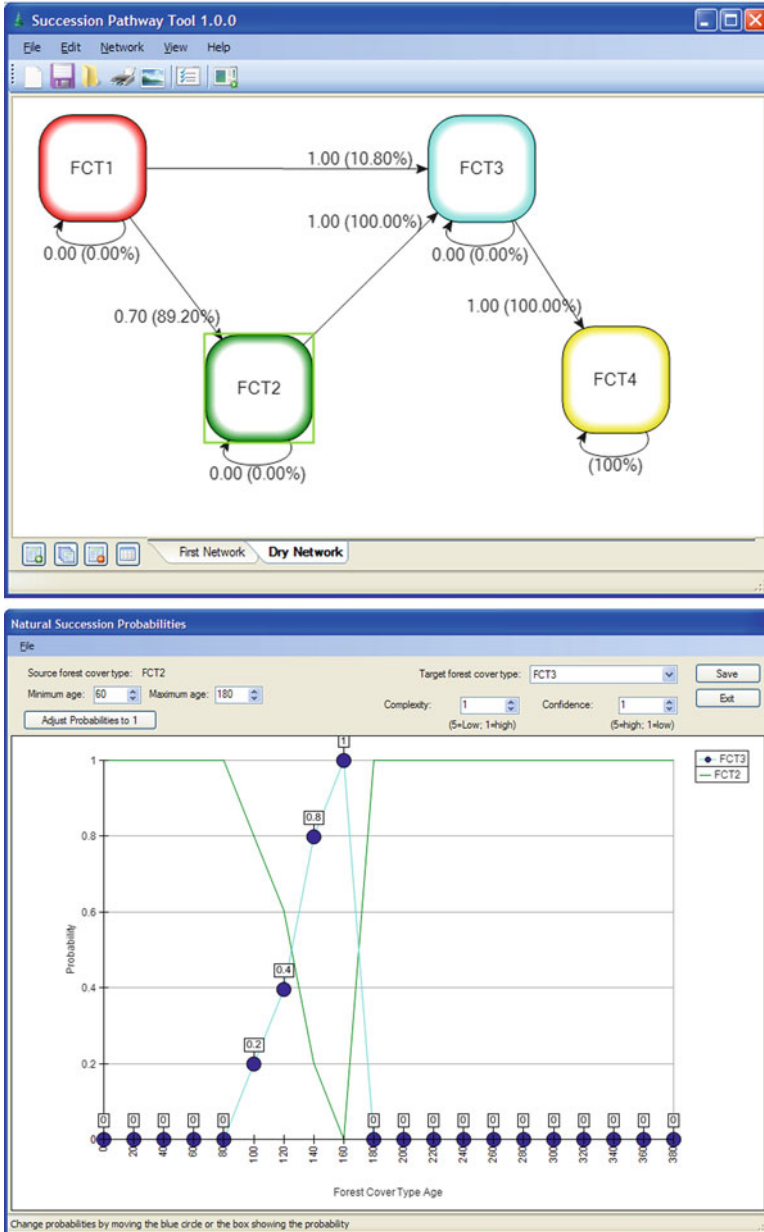 Succession Pathway Tool 1.0.0
File Edit Network View Help
FCT1
1.00 (10.80%)
FCT3
1.00 (100.00%)
0.00 (0.00%)
0.00 (0.00%)
0.70 (89.20%)
1.00 (100.00%)
FCT2
FCT4
0.00 (0.00%)
(100%)
First Network Dry Network
Natural Succession Probabilities
File
Source forest cover type: FCT2
Target forest cover type: FCT3
Save
Minimum age: 60 Maximum age: 180
Complexity: 1 Confidence: 1
Exit
(5=Low; 1=high) (5=high; 1=low)
Adjust Probabilities to 1
FCT3
FCT2
1
0.8
0.6
0.4
0.2
0
Probability
1
0.8
0.4
0.2
0 0 0 0 0 0 0 0 0 0 0 0 0 0 0 0
0 20 40 60 80 100 120 140 160 180 200 220 240 260 280 300 320 340 360 380
Forest Cover Type Age
Change probabilities by moving the blue circle or the box showing the probability